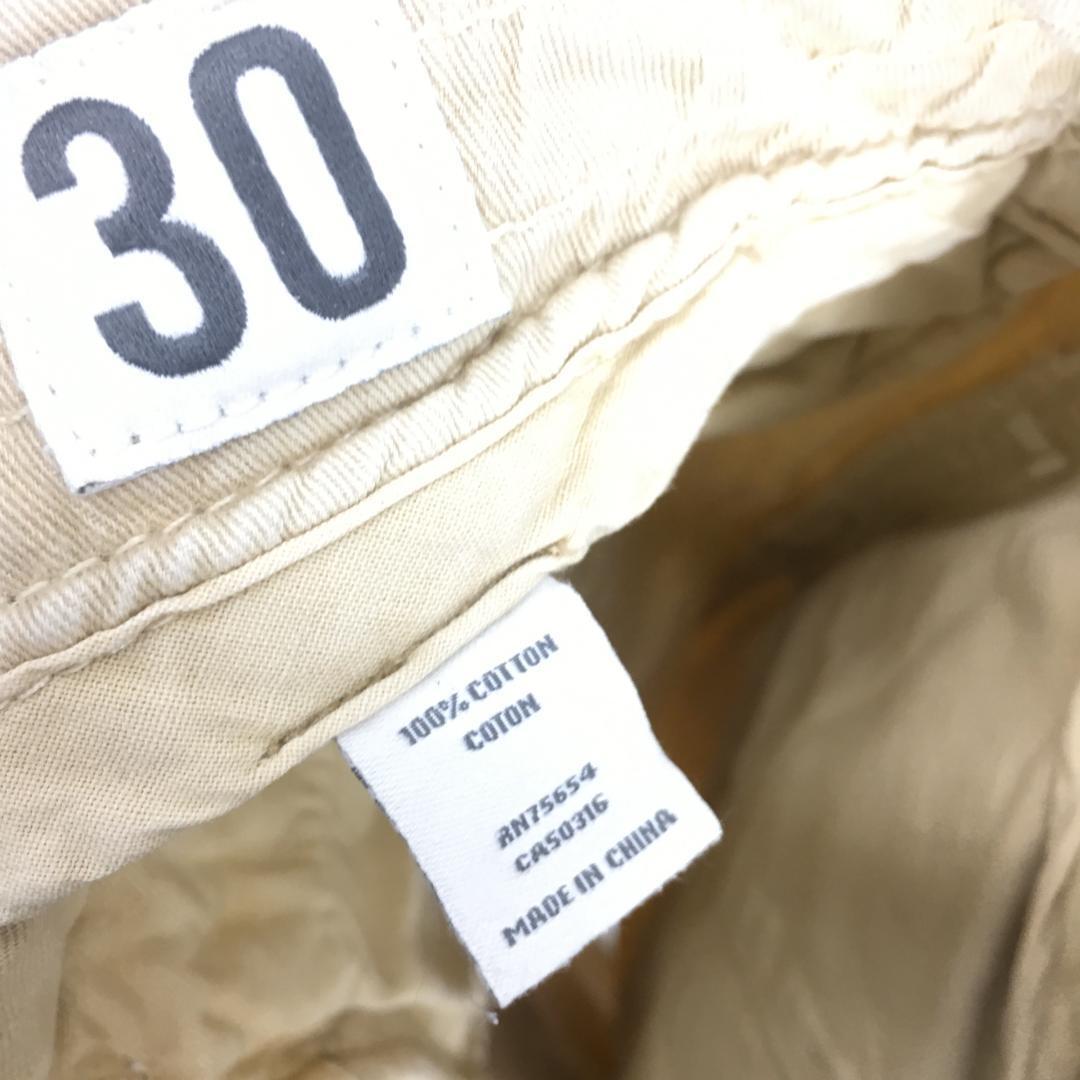 30
100% COTTON
COTON
RN75654
CA50316
MADE IN CHINA